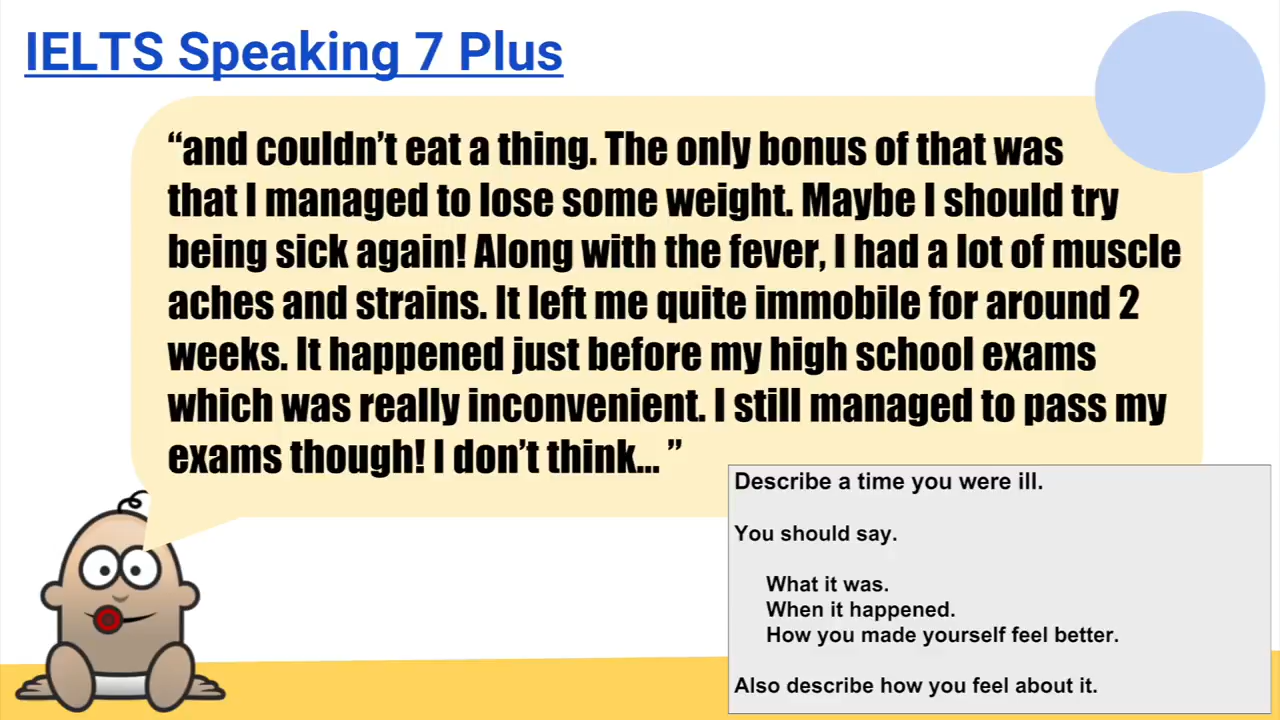 IELTS Speaking 7 Plus
“and couldn’t eat a thing. The only bonus of that was
that I managed to lose some weight. Maybe I should try
being sick again! Along with the fever, I had a lot of muscle
aches and strains. It left me quite immobile for around 2
weeks. It happened just before my high school exams
which was really inconvenient. I still managed to pass my
exams though! I don’t think... ”
Describe a time you were ill.
You should say.
What it was.
When it happened.
How you made yourself feel better.
Also describe how you feel about it.